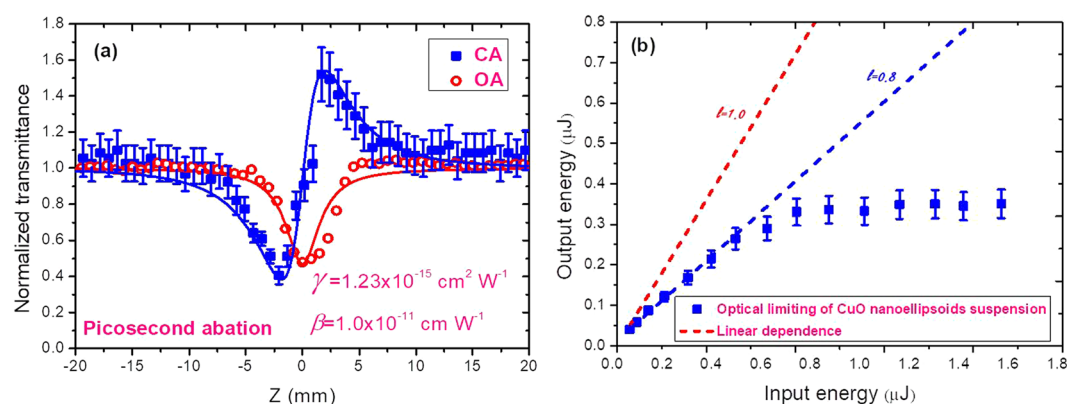 (a)
CA
OA
Normalized transmittance
1.8
1.6
1.4
1.2
1.0
0.8
0.6
0.4
0.2
0.0
γ=1.23x10⁻¹⁵ cm² W⁻¹
β=1.0x10⁻¹¹ cm W⁻¹
Picosecond abation
-20 -15 -10 -5 0 5 10 15 20
Z (mm)
(b)
l=1.0
l=0.8
Output energy (μJ)
0.8
0.7
0.6
0.5
0.4
0.3
0.2
0.1
0.0
Optical limiting of CuO nanoellipsoids suspension
Linear dependence
0.0 0.2 0.4 0.6 0.8 1.0 1.2 1.4 1.6 1.8
Input energy (μJ)